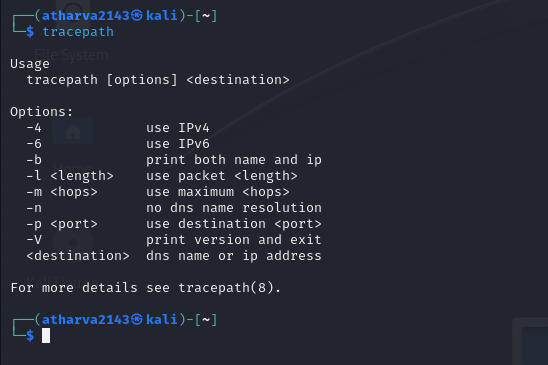 ┌──(atharva2143㉿kali)-[~]
└─$ tracepath
File System
Usage
  tracepath [options] <destination>
Options:
  -4             use IPv4
  -6             use IPv6
  -b             print both name and ip
  -l <length>    use packet <length>
  -m <hops>      use maximum <hops>
  -n             no dns name resolution
  -p <port>      use destination <port>
  -V             print version and exit
  <destination>  dns name or ip address
For more details see tracepath(8).
┌──(atharva2143㉿kali)-[~]
└─$